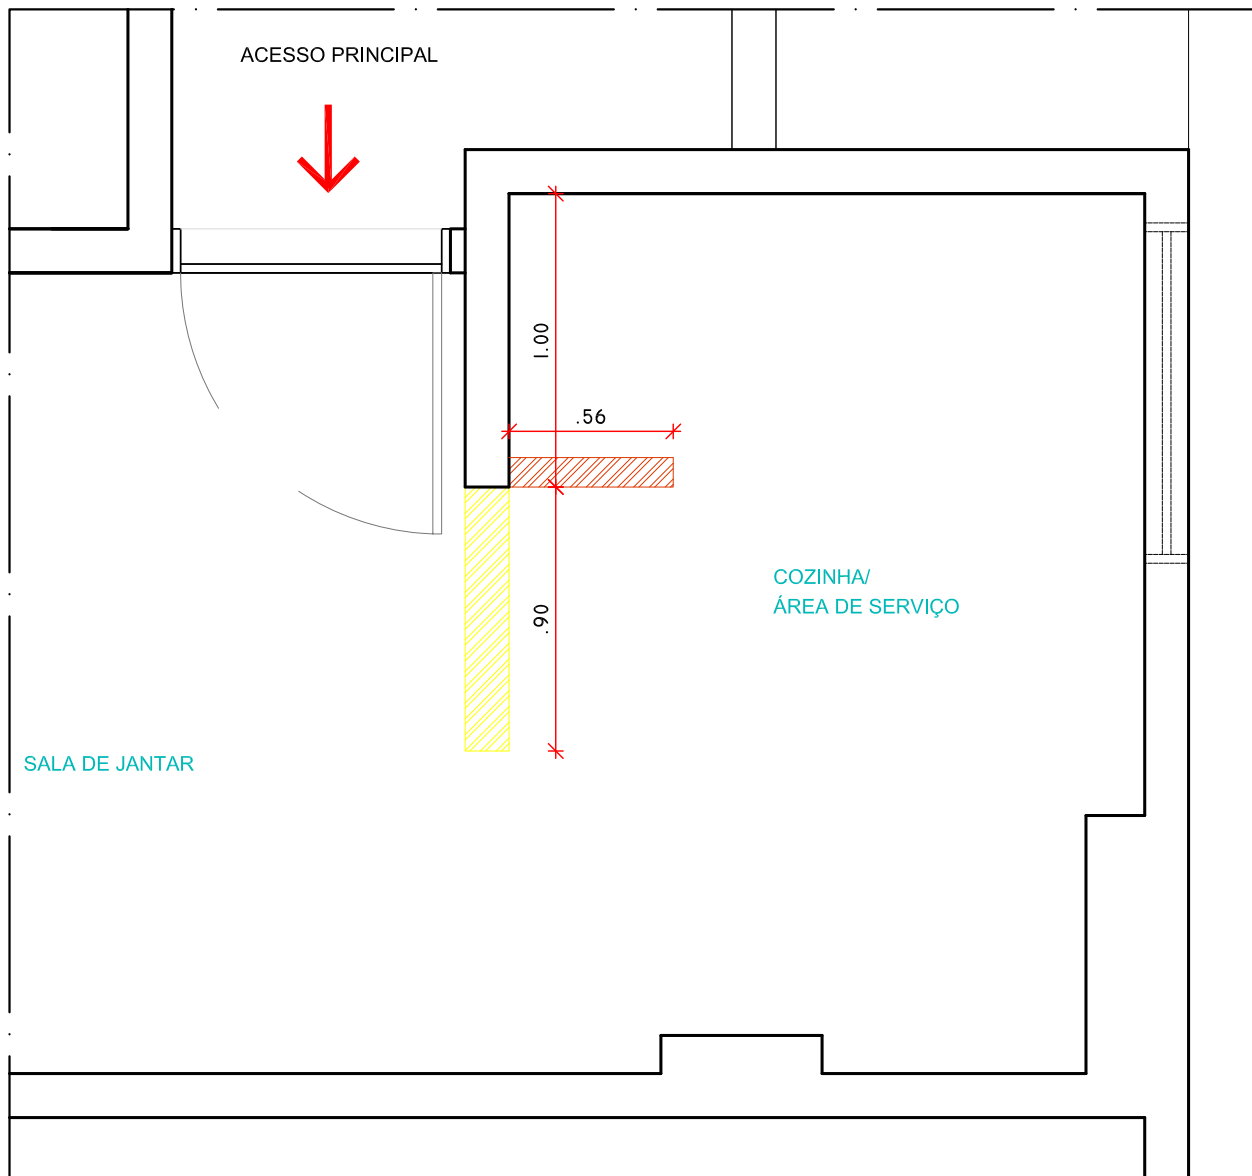 ACESSO PRINCIPAL
1.00
.56
COZINHA/
ÁREA DE SERVIÇO
.90
SALA DE JANTAR